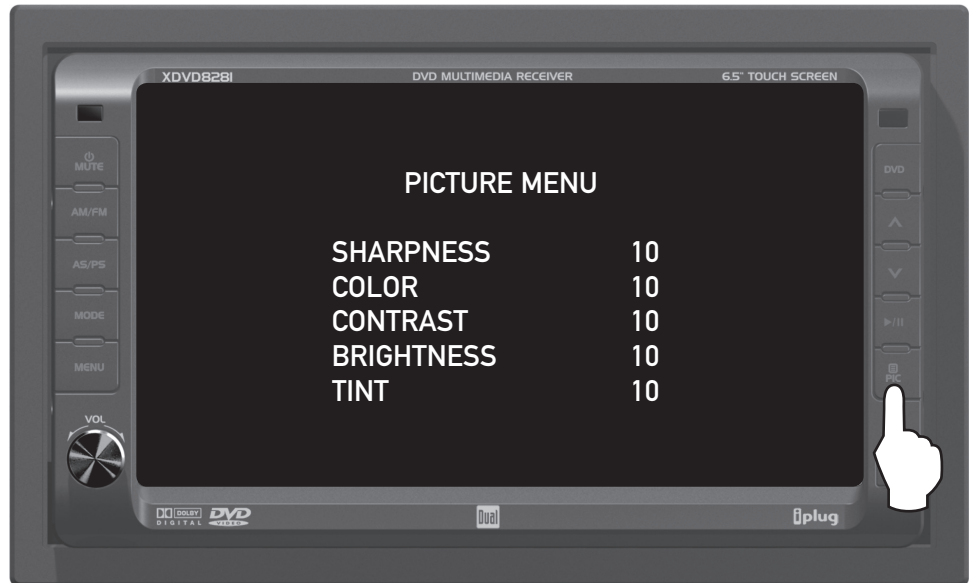 XDVD8281 DVD MULTIMEDIA RECEIVER 6.5" TOUCH SCREEN
MUTE
AM/FM
AS/PS
MODE
MENU
VOL
PICTURE MENU
SHARPNESS 10
COLOR 10
CONTRAST 10
BRIGHTNESS 10
TINT 10
DVD
PIC
DOLBY
DIGITAL
DVD
VIDEO
Dual
iplug